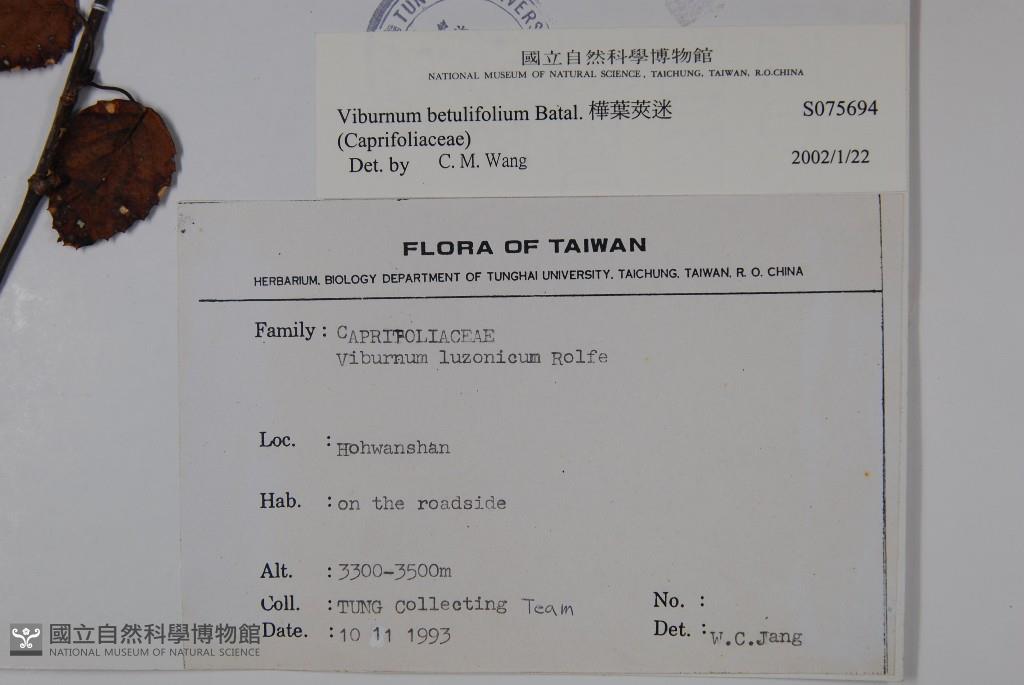 TUNG
VERS
國立自然科學博物館
NATIONAL MUSEUM OF NATURAL SCIENCE, TAICHUNG, TAIWAN, R.O.CHINA
Viburnum betulifolium Batal. 樺葉莢迷 S075694
(Caprifoliaceae)
Det. by C. M. Wang 2002/1/22
FLORA OF TAIWAN
HERBARIUM, BIOLOGY DEPARTMENT OF TUNGHAI UNIVERSITY, TAICHUNG, TAIWAN, R. O. CHINA
Family : CAPRIFOLIACEAE
Viburnum luzonicum Rolfe
Loc. : Hohwanshan
Hab. : on the roadside
Alt. : 3300-3500m
Coll. : TUNG Collecting Team No. :
Date. : 10 11 1993 Det. : W.C.Jang
國立自然科學博物館
NATIONAL MUSEUM OF NATURAL SCIENCE